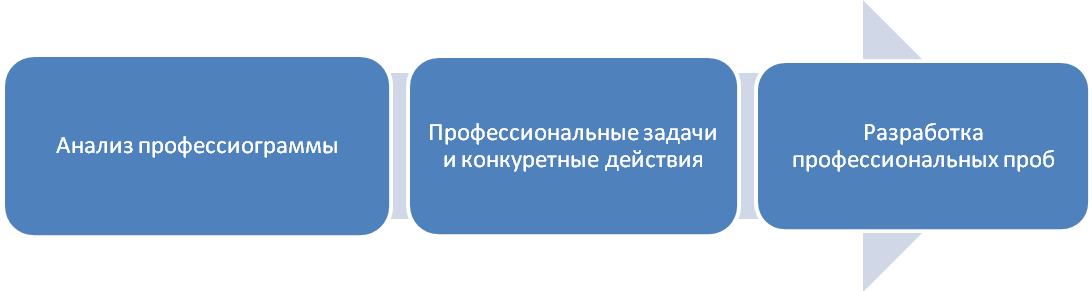 Анализ профессиограммы
Профессиональные задачи
и конкуретные действия
Разработка
профессиональных проб